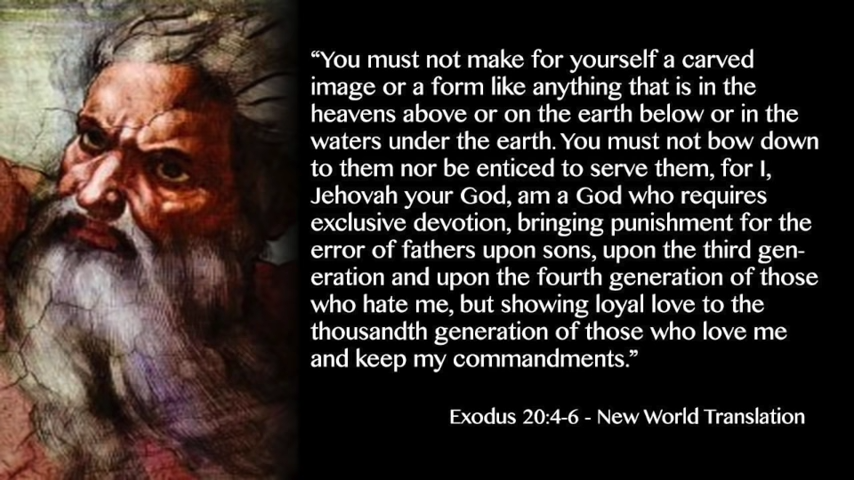 “You must not make for yourself a carved
image or a form like anything that is in the
heavens above or on the earth below or in the
waters under the earth. You must not bow down
to them nor be enticed to serve them, for I,
Jehovah your God, am a God who requires
exclusive devotion, bringing punishment for the
error of fathers upon sons, upon the third gen-
eration and upon the fourth generation of those
who hate me, but showing loyal love to the
thousandth generation of those who love me
and keep my commandments.”
Exodus 20:4-6 - New World Translation